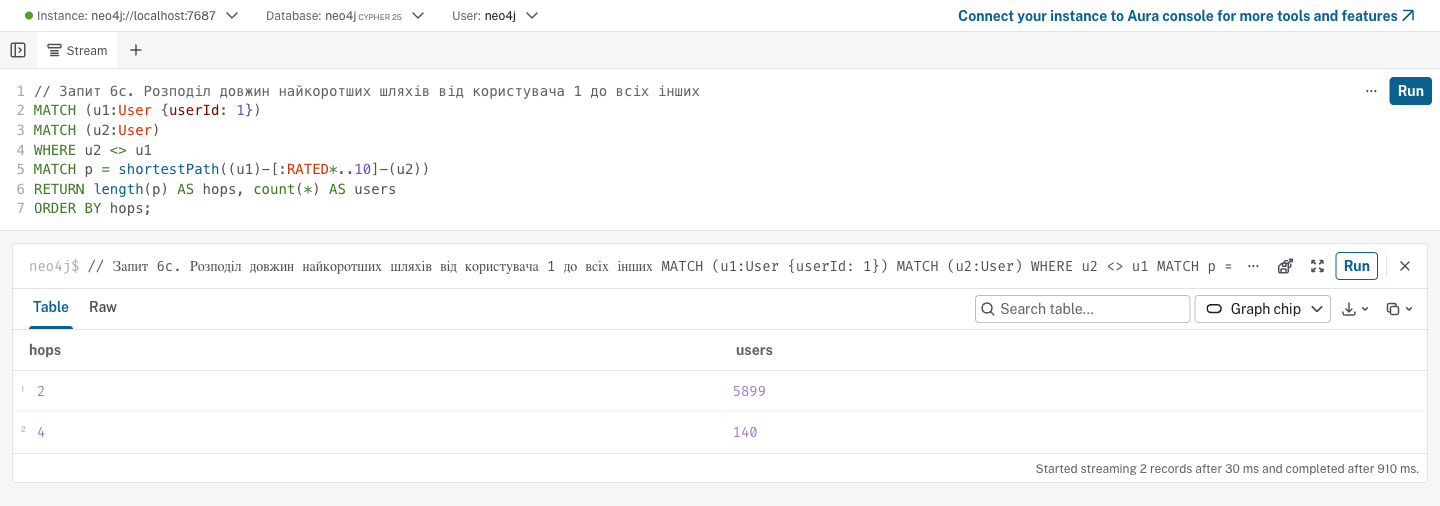 Instance: neo4j://localhost:7687 Database: neo4j CYPHER 25 User: neo4j Connect your instance to Aura console for more tools and features
Stream
1 // Запит 6c. Розподіл довжин найкоротших шляхів від користувача 1 до всіх інших
Run
2 MATCH (u1:User {userId: 1})
3 MATCH (u2:User)
4 WHERE u2 <> u1
5 MATCH p = shortestPath((u1)-[:RATED*..10]-(u2))
6 RETURN length(p) AS hops, count(*) AS users
7 ORDER BY hops;
neo4j$ // Запит 6c. Розподіл довжин найкоротших шляхів від користувача 1 до всіх інших MATCH (u1:User {userId: 1}) MATCH (u2:User) WHERE u2 <> u1 MATCH p = ... Run
Table Raw Search table... Graph chip
hops users
1 2 5899
2 4 140
Started streaming 2 records after 30 ms and completed after 910 ms.